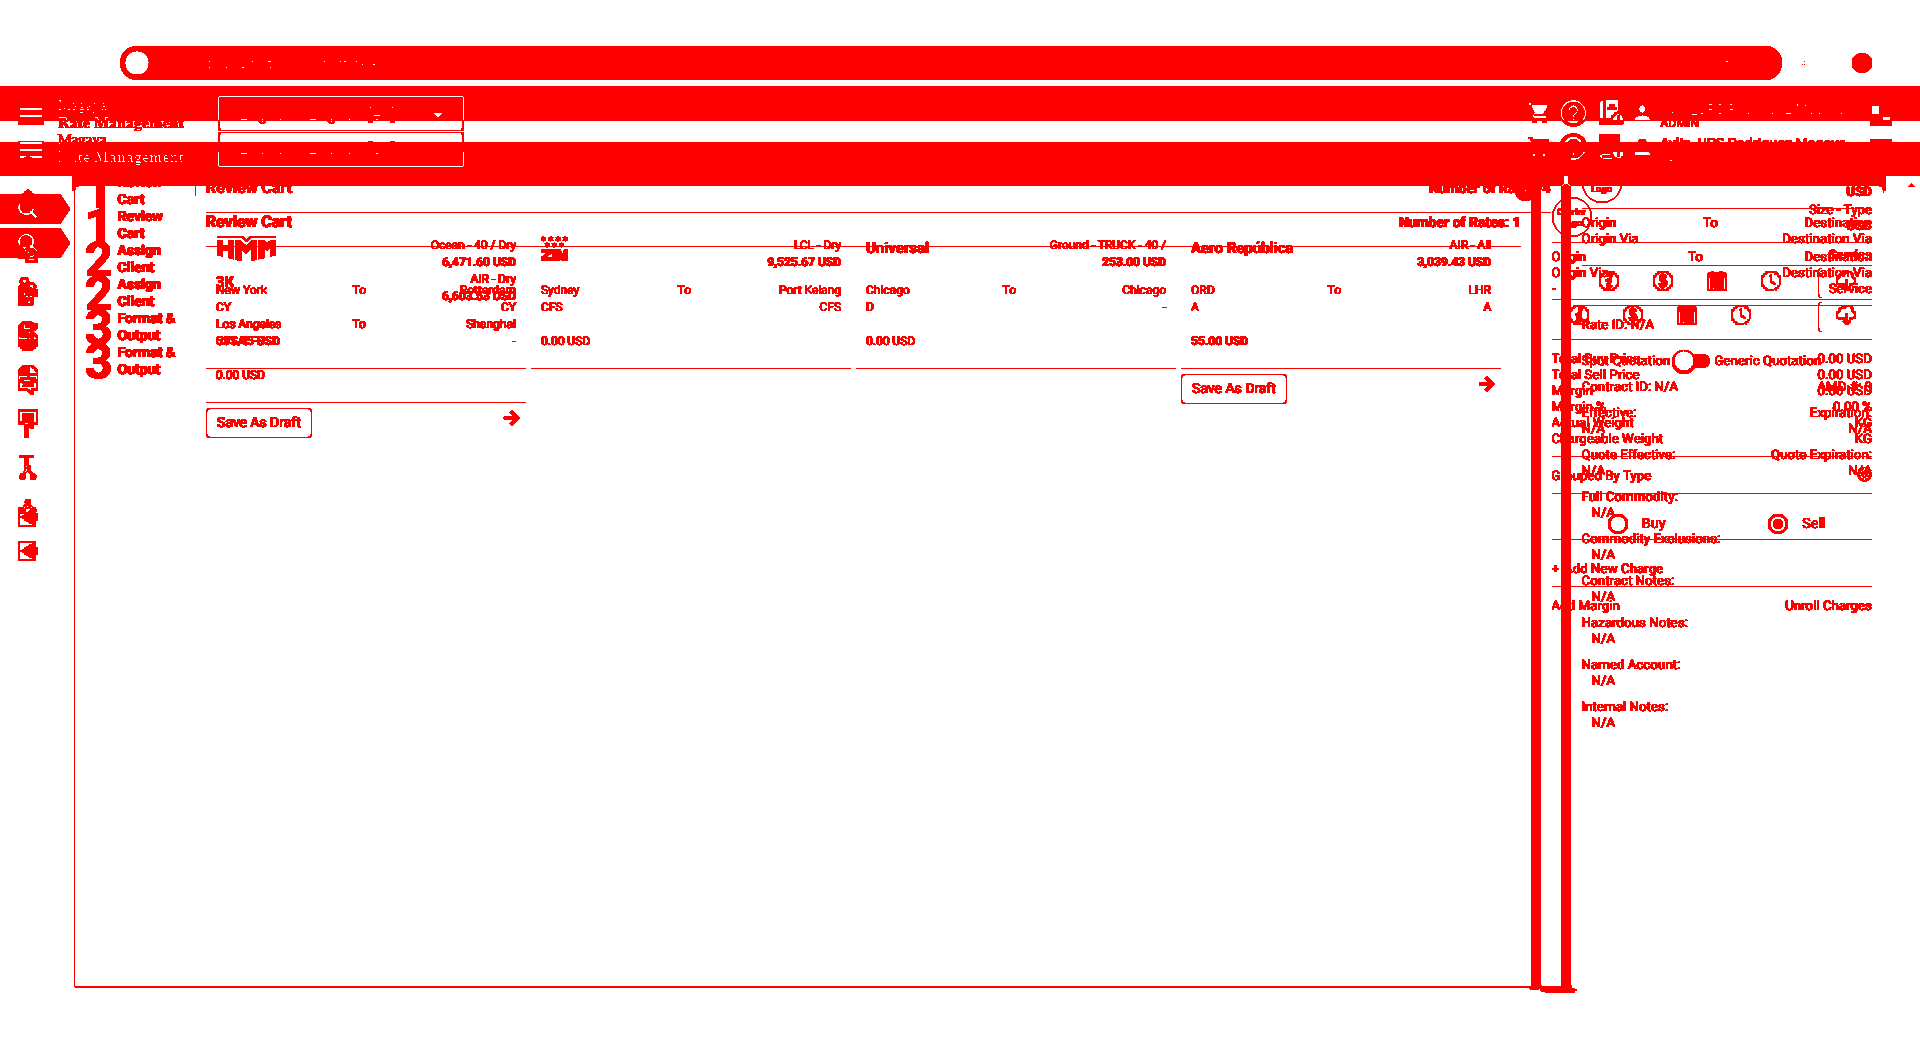 Magaya
Rate Management
Magaya
Rate Management
ADMIN
Review Cart
Number of Rates: 4
Logo
USD
Cart
1
Review
Cart
Review Cart
Number of Rates: 1
Size - Type
Origin
To
Destination
Origin Via
Destination Via
2
Assign
Client
HMM
Ocean - 40 / Dry
6,471.60 USD
ZIM
LCL - Dry
9,525.67 USD
Universal
Ground - TRUCK - 40 /
253.00 USD
Aero República
AIR - All
3,039.43 USD
Origin
To
Destination
Origin Via
Destination Via
Service
2
Assign
Client
3K
AIR - Dry
6,603.53 USD
New York
To
Rotterdam
CY
CY
Sydney
To
Port Kelang
CFS
CFS
Chicago
To
Chicago
D
-
ORD
To
LHR
A
A
3
Format &
Output
Los Angeles
To
Shanghai
-
0.00 USD
0.00 USD
55.00 USD
3
Format &
Output
0.00 USD
Save As Draft
Save As Draft
Rate ID: N/A
Spot Quotation
Generic Quotation
Total Buy Price
0.00 USD
Total Sell Price
0.00 USD
Contract ID: N/A
AMD #: 0
Margin
0.00 USD
Margin %
0.00 %
Effective:
Expiration:
N/A
N/A
Actual Weight
KG
Chargeable Weight
KG
Quote Effective:
Quote Expiration:
N/A
N/A
Grouped By Type
Full Commodity:
N/A
Buy
Sell
Commodity Exclusions:
N/A
+ Add New Charge
Contract Notes:
N/A
Add Margin
Unroll Charges
Hazardous Notes:
N/A
Named Account:
N/A
Internal Notes:
N/A